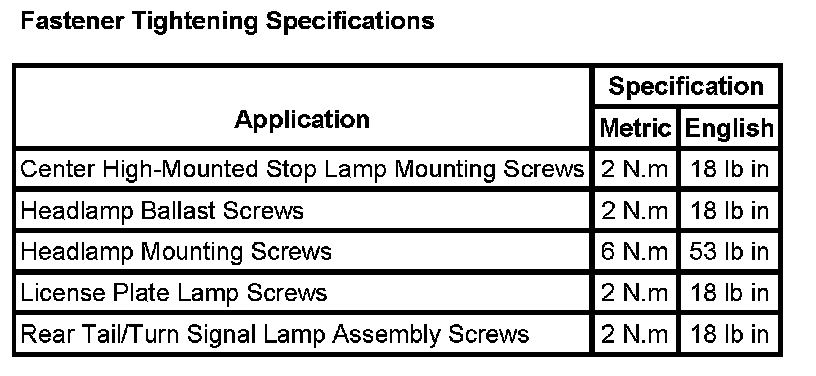 Fastener Tightening Specifications
Application
Specification
Metric English
Center High-Mounted Stop Lamp Mounting Screws 2 N.m 18 lb in
Headlamp Ballast Screws 2 N.m 18 lb in
Headlamp Mounting Screws 6 N.m 53 lb in
License Plate Lamp Screws 2 N.m 18 lb in
Rear Tail/Turn Signal Lamp Assembly Screws 2 N.m 18 lb in